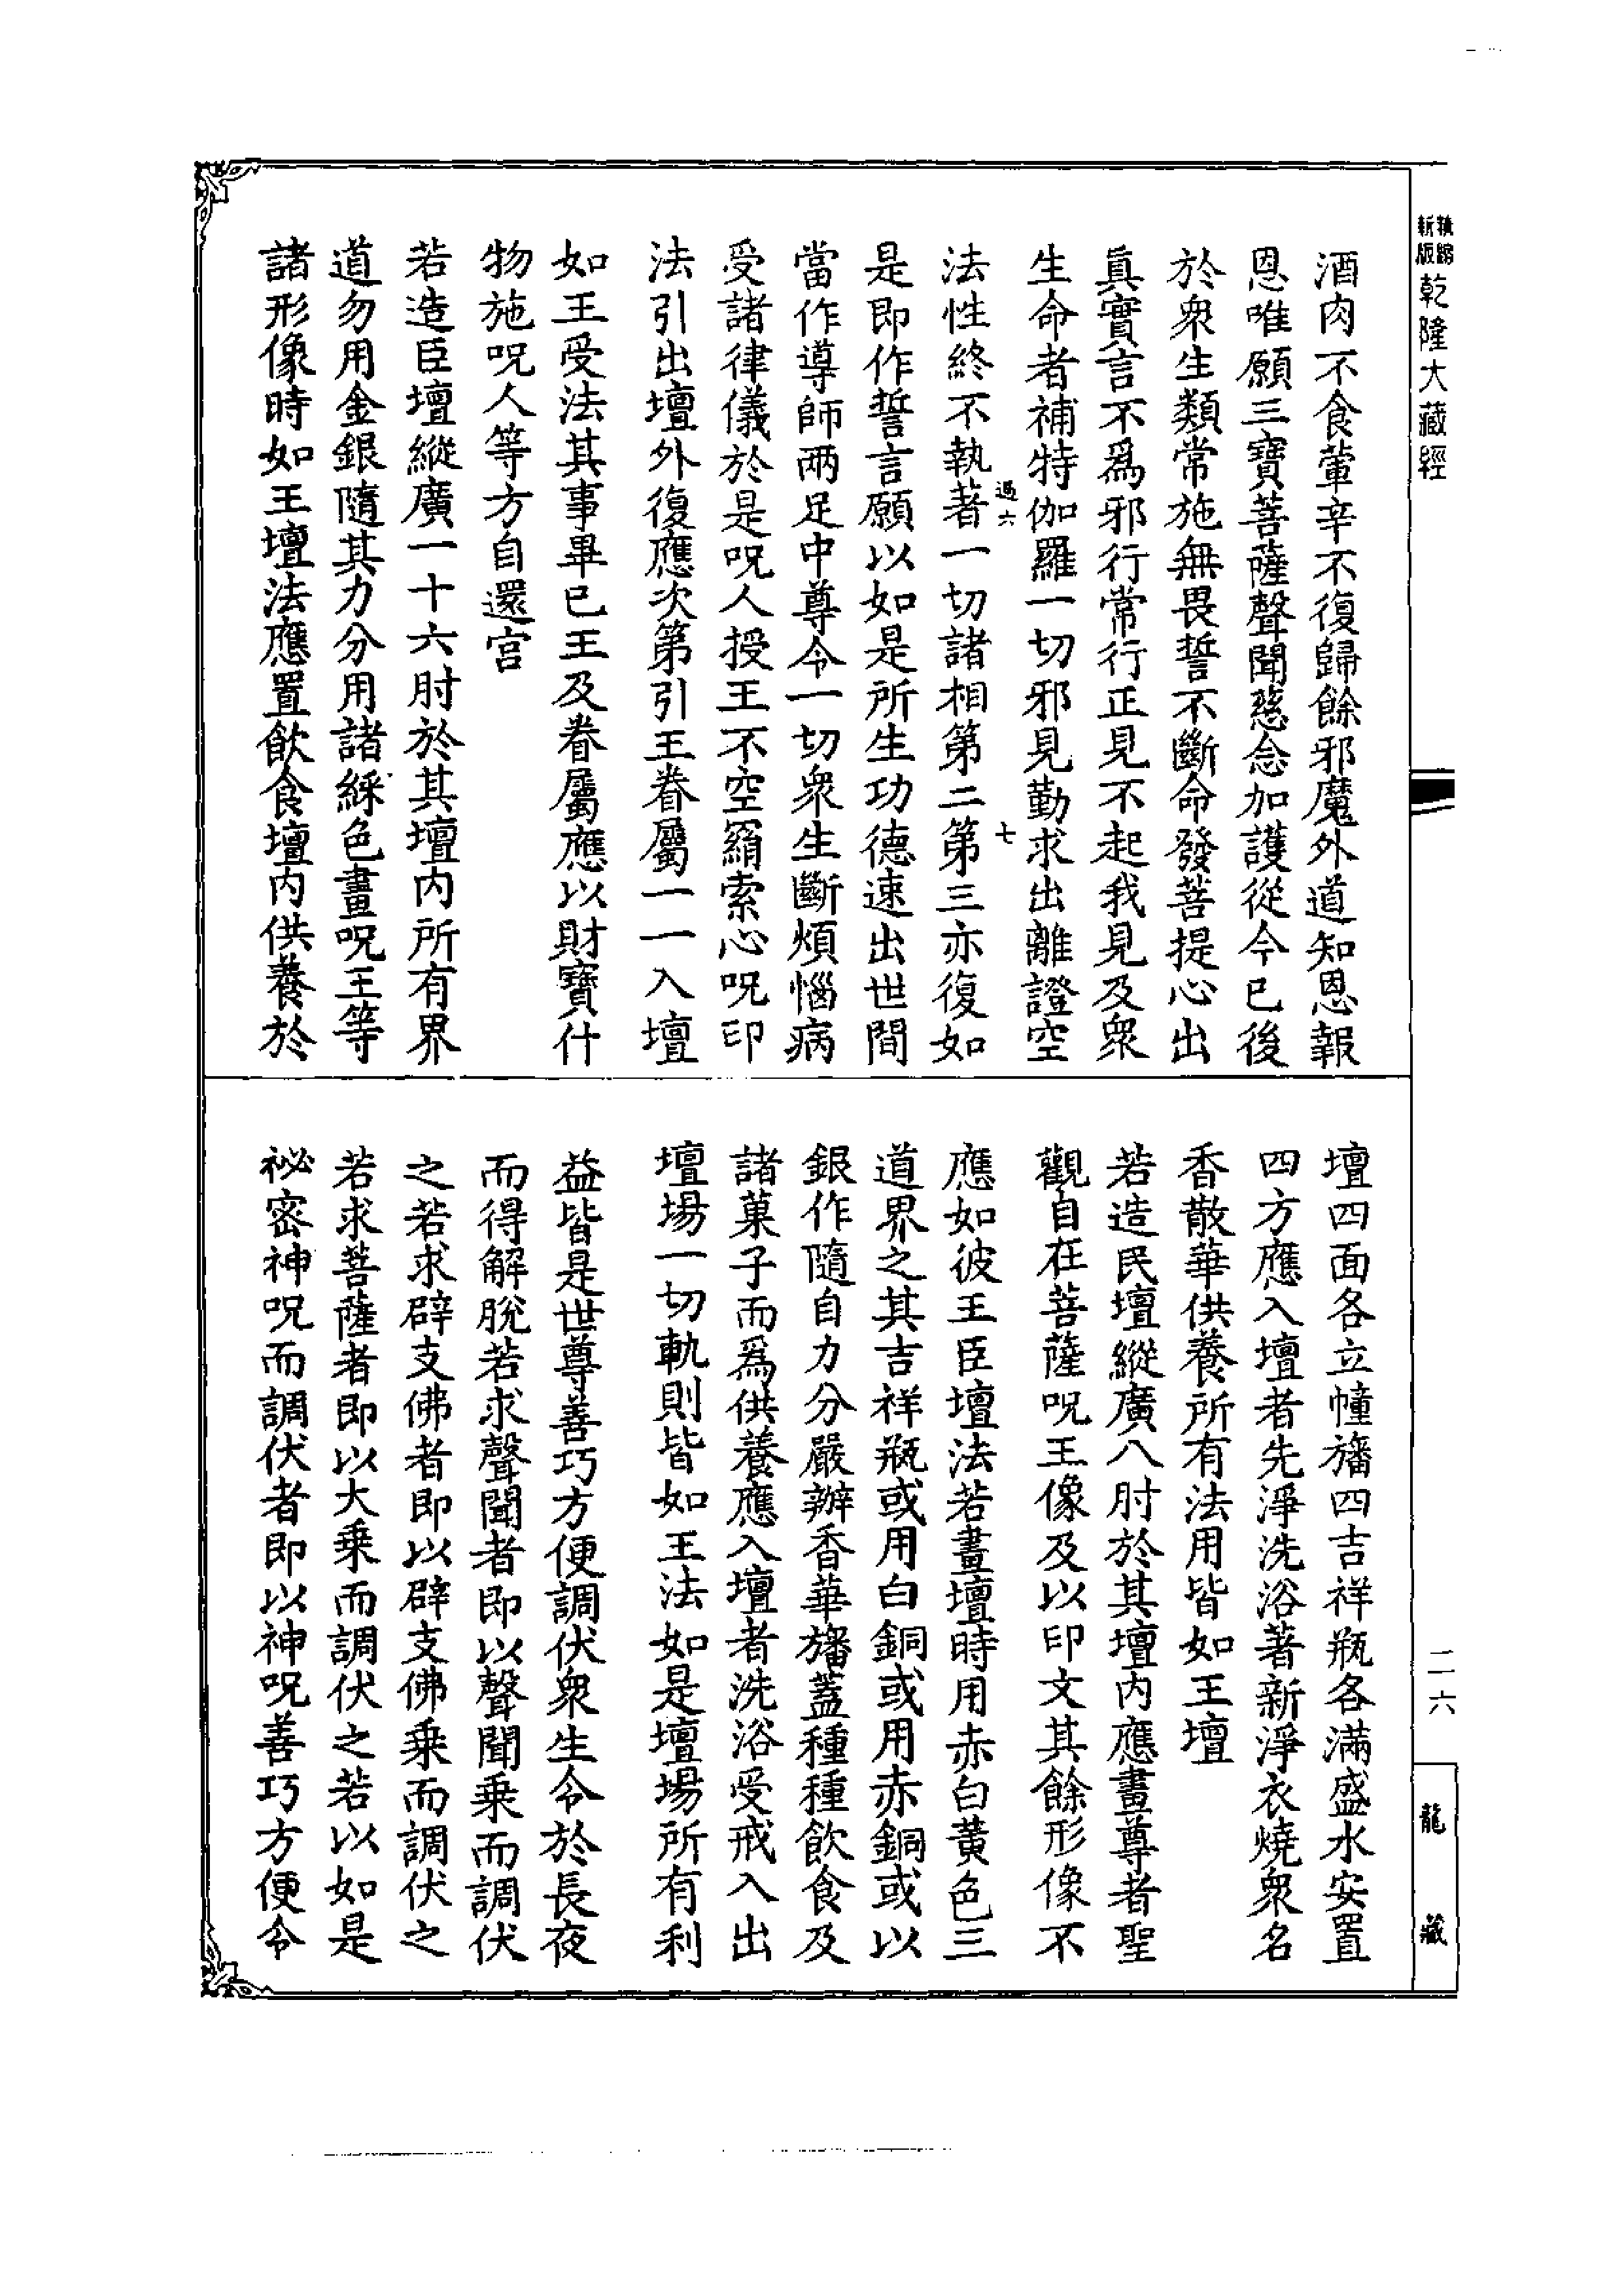 精縮新版乾隆大藏經
酒肉不食葷辛不復歸餘邪魔外道知恩報
恩唯願三寶菩薩聲聞慈念加護從今已後
於衆生類常施無畏誓不斷命發菩提心出
真實言不爲邪行常行正見不起我見及衆
生命者補特伽羅一切邪見勤求出離證空
七
法性終不執著一切諸相第二第三亦復如
是即作誓言願以如是所生功德速出世間
當作導師兩足中尊令一切衆生斷煩惱病
受諸律儀於是呪人授王不空羂索心呪印
法引出壇外復應次第引王眷屬一一入壇
如王受法其事畢已王及眷屬應以財寶什
物施呪人等方自還宮
若造臣壇縱廣一十六肘於其壇內所有界
道勿用金銀隨其力分用諸綵色畫呪王等
諸形像時如王壇法應置飲食壇內供養於
壇四面各立幢旛四吉祥瓶各滿盛水安置
四方應入壇者先淨洗浴著新淨衣燒衆名
香散華供養所有法用皆如王壇
若造民壇縱廣八肘於其壇內應畫尊者聖
觀自在菩薩呪王像及以印文其餘形像不
應如彼王臣壇法若畫壇時用赤白黃色三
道界之其吉祥瓶或用白銅或用赤銅或以
銀作隨自力分嚴辦香華旛蓋種種飲食及
諸菓子而爲供養應入壇者洗浴受戒入出
壇場一切軌則皆如王法如是壇場所有利
益皆是世尊善巧方便調伏衆生令於長夜
而得解脫若求聲聞者即以聲聞乘而調伏
之若求辟支佛者即以辟支佛乘而調伏之
若求菩薩者即以大乘而調伏之若以如是
祕密神呪而調伏者即以神呪善巧方便令
二六
龍藏